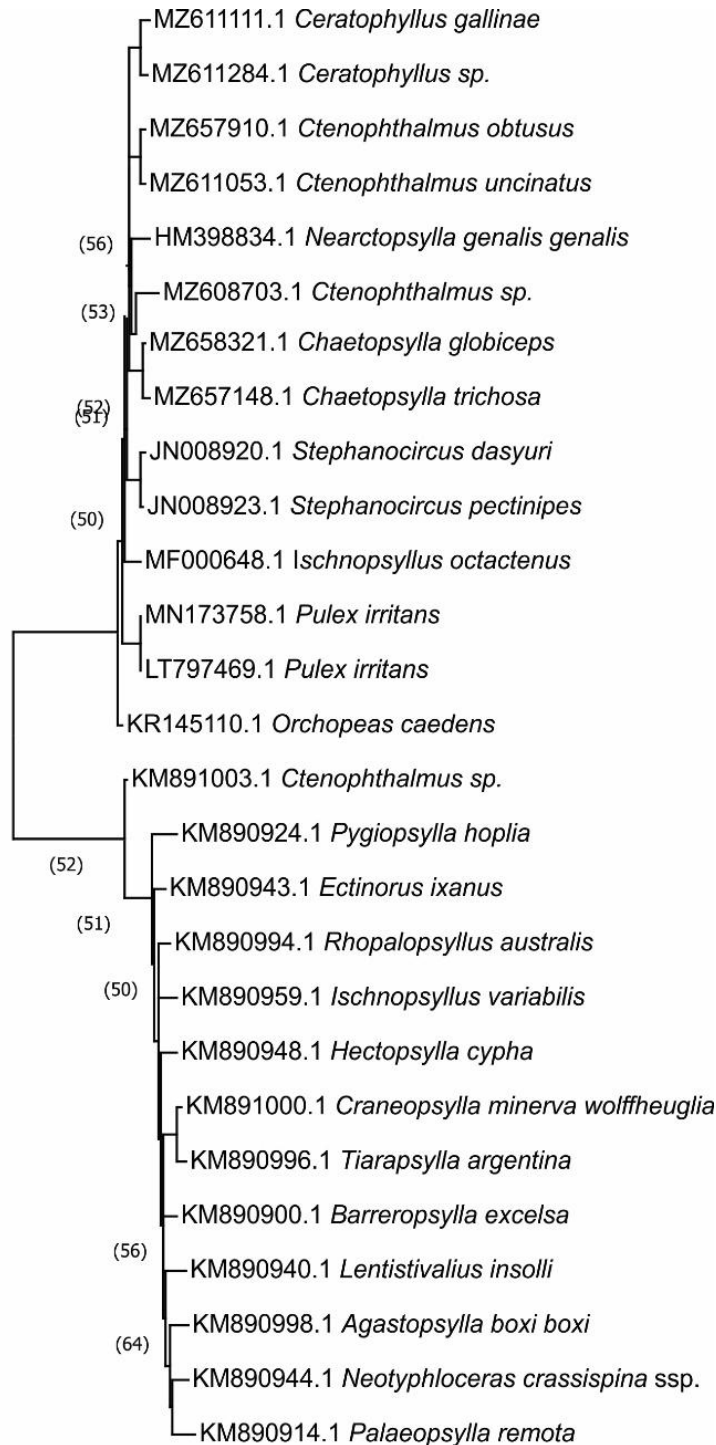 MZ611111.1 Ceratophyllus gallinae
MZ611284.1 Ceratophyllus sp.
MZ657910.1 Ctenophthalmus obtusus
MZ611053.1 Ctenophthalmus uncinatus
HM398834.1 Nearctopsylla genalis genalis
(56)
MZ608703.1 Ctenophthalmus sp.
(53)
MZ658321.1 Chaetopsylla globiceps
MZ657148.1 Chaetopsylla trichosa
(52)
(51)
JN008920.1 Stephanocircus dasyuri
JN008923.1 Stephanocircus pectinipes
(50)
MF000648.1 Ischnopsyllus octactenus
MN173758.1 Pulex irritans
LT797469.1 Pulex irritans
KR145110.1 Orchopeas caedens
KM891003.1 Ctenophthalmus sp.
KM890924.1 Pygiopsylla hoplia
(52)
KM890943.1 Ectinorus ixanus
(51)
KM890994.1 Rhopalopsyllus australis
(50)
KM890959.1 Ischnopsyllus variabilis
KM890948.1 Hectopsylla cypha
KM891000.1 Craneopsylla minerva wolffheuglia
KM890996.1 Tiarapsylla argentina
KM890900.1 Barreropsylla excelsa
(56)
KM890940.1 Lentistivalius insolli
KM890998.1 Agastopsylla boxi boxi
(64)
KM890944.1 Neotyphloceras crassispina ssp.
KM890914.1 Palaeopsylla remota